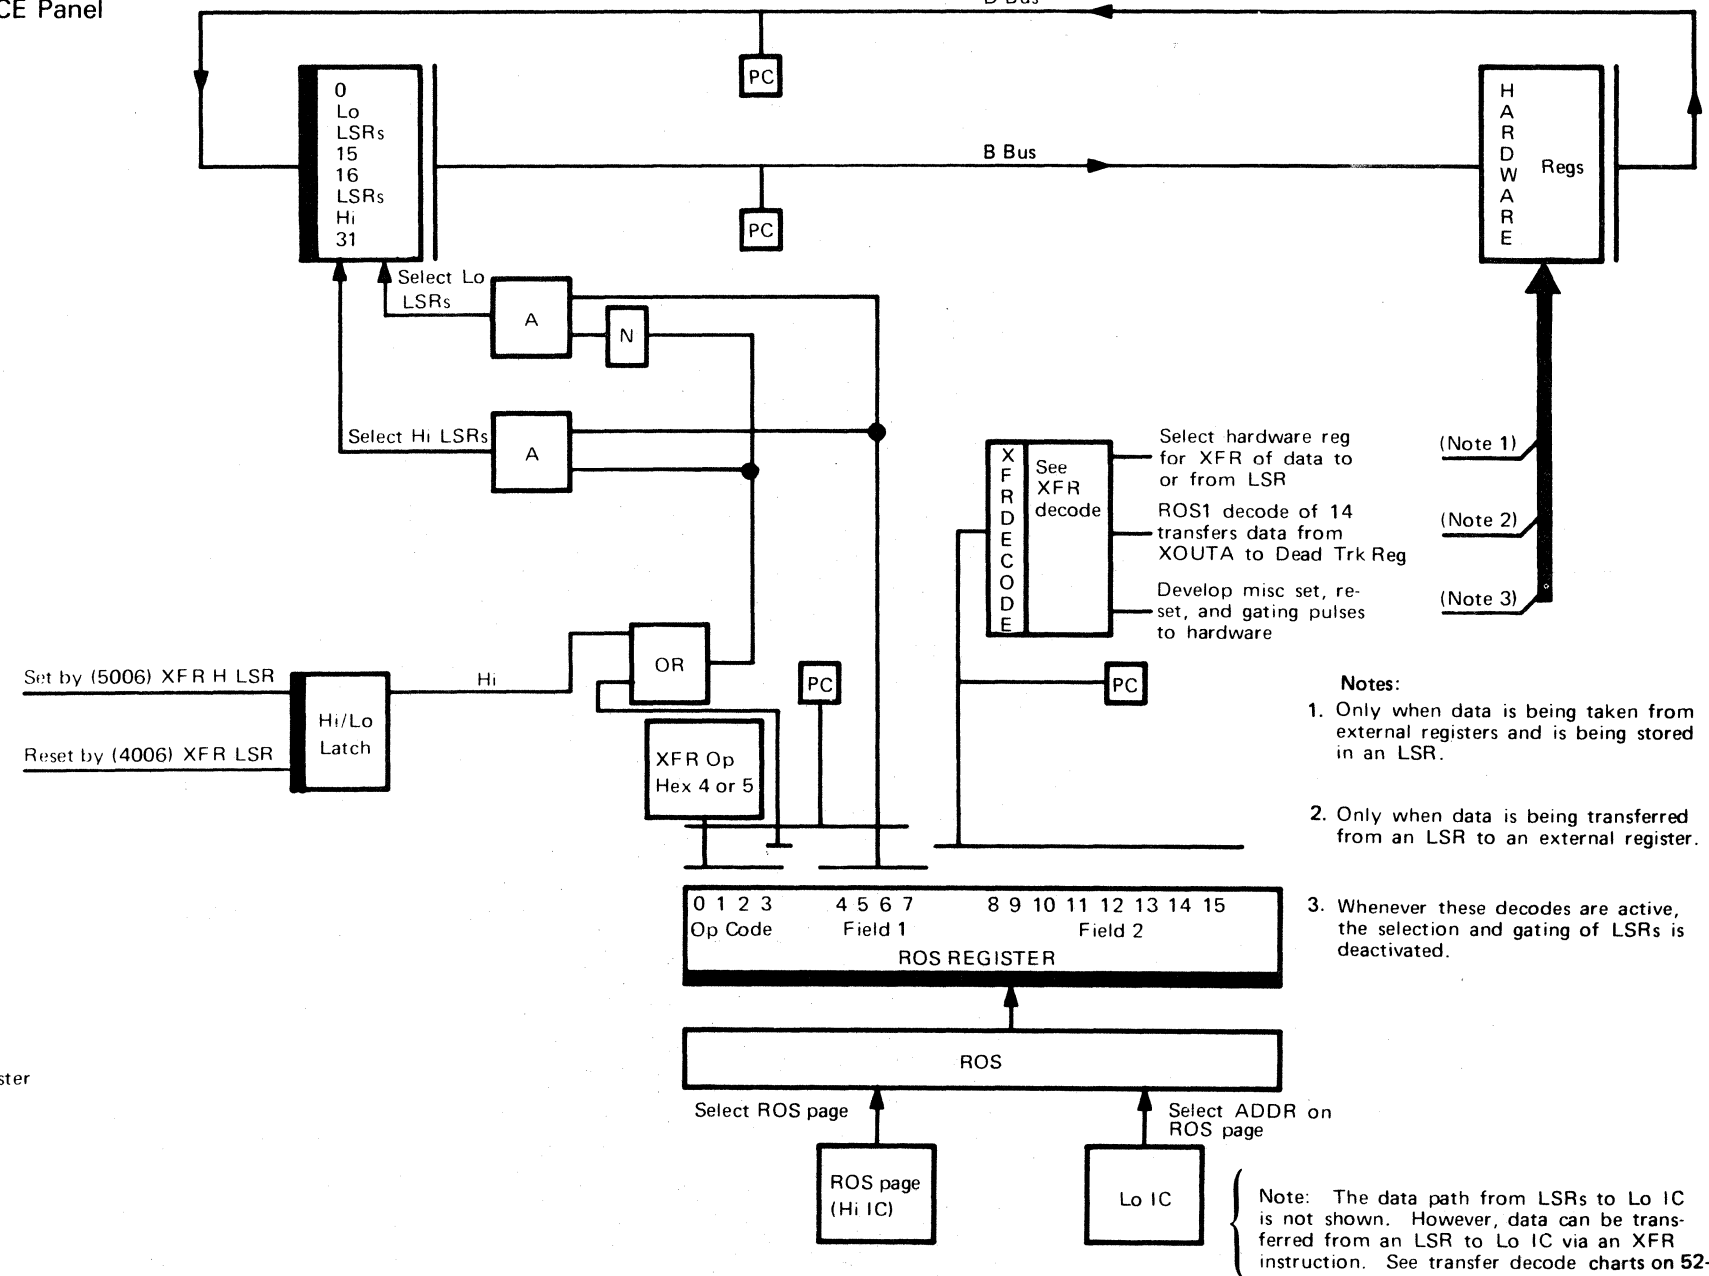 CE Panel
D Bus
PC
0
Lo
LSRs
15
16
LSRs
Hi
31
B Bus
PC
HARDWARE
Regs
Select Lo
LSRs
A
N
Select Hi LSRs
A
XFR DECODE
See
XFR
decode
Select hardware reg
for XFR of data to
or from LSR
(Note 1)
ROS1 decode of 14
transfers data from
XOUTA to Dead Trk Reg
(Note 2)
Develop misc set, re-
set, and gating pulses
to hardware
(Note 3)
Set by (5006) XFR H LSR
Reset by (4006) XFR LSR
Hi/Lo
Latch
Hi
OR
PC
PC
XFR Op
Hex 4 or 5
Notes:
1. Only when data is being taken from
external registers and is being stored
in an LSR.
2. Only when data is being transferred
from an LSR to an external register.
3. Whenever these decodes are active,
the selection and gating of LSRs is
deactivated.
0 1 2 3 4 5 6 7 8 9 10 11 12 13 14 15
Op Code Field 1 Field 2
ROS REGISTER
ROS
ster
Select ROS page
Select ADDR on
ROS page
ROS page
(Hi IC)
Lo IC
Note: The data path from LSRs to Lo IC
is not shown. However, data can be trans-
ferred from an LSR to Lo IC via an XFR
instruction. See transfer decode charts on 52-